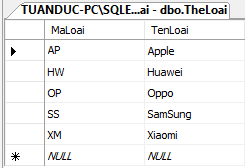 TUANDUC-PC\SQLE...ai - dbo.TheLoai
MaLoai TenLoai
AP Apple
HW Huawei
OP Oppo
SS SamSung
XM Xiaomi
NULL NULL